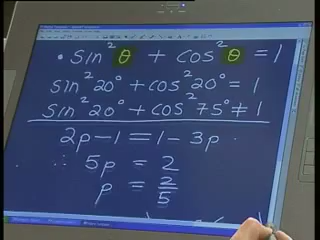 • sin²θ + cos²θ = 1
sin²20° + cos²20° = 1
sin²20° + cos²75° ≠ 1
2p - 1 = 1 - 3p
∴ 5p = 2
p = 2/5